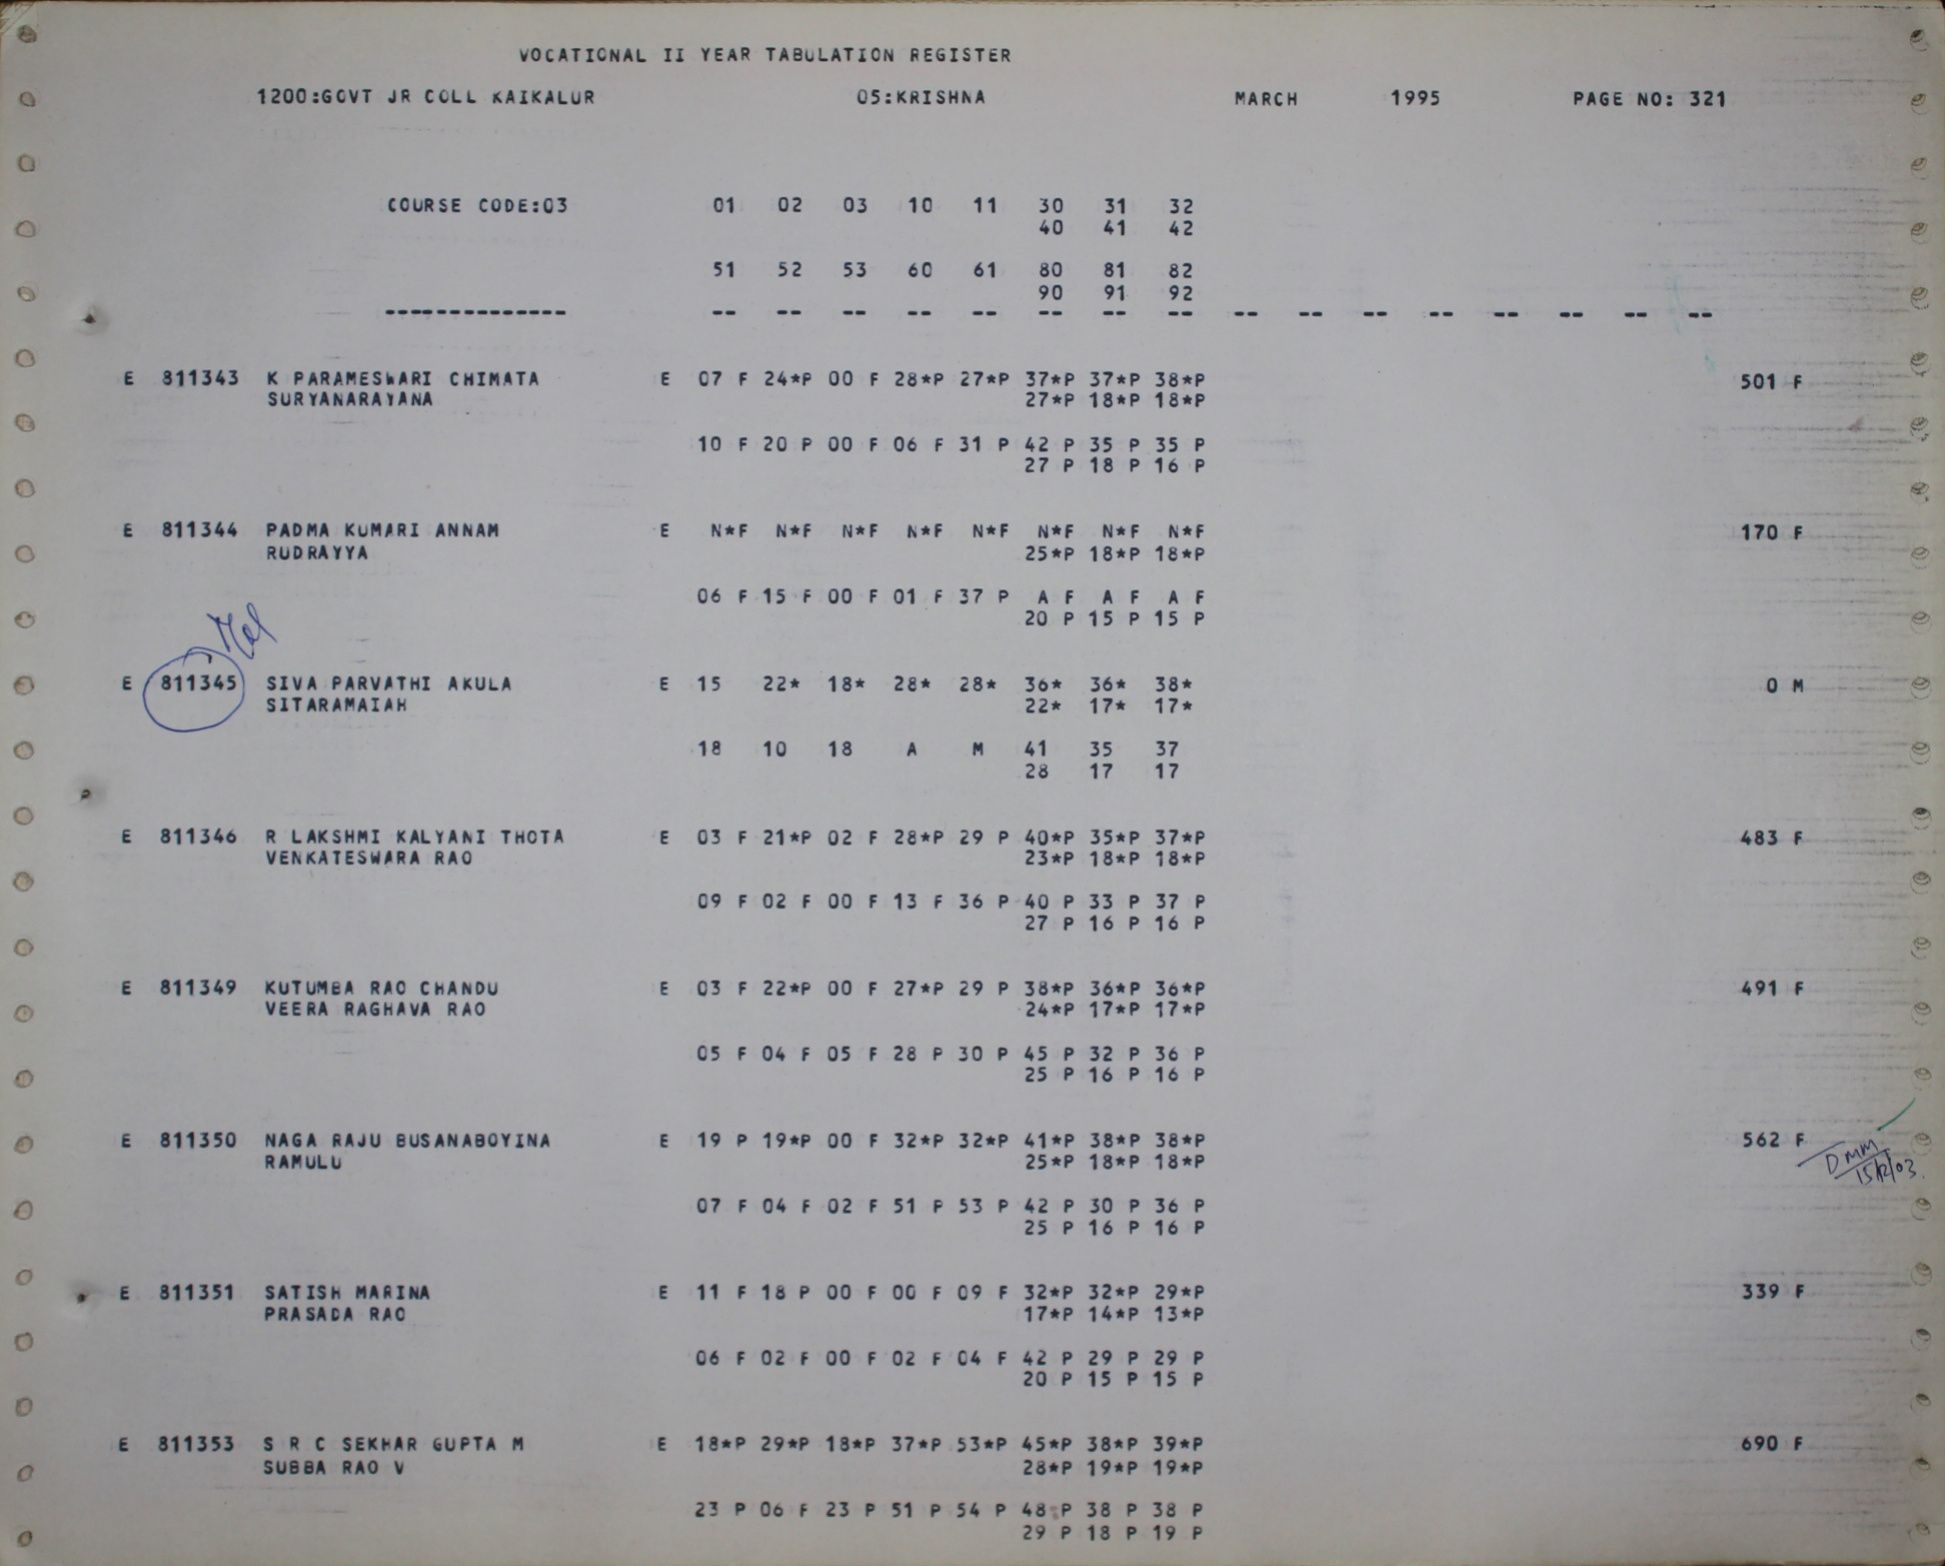 VOCATIONAL II YEAR TABULATION REGISTER
1200:GOVT JR COLL KAIKALUR 05:KRISHNA MARCH 1995 PAGE NO: 321
COURSE CODE:03 01 02 03 10 11 30 31 32
40 41 42
51 52 53 60 61 80 81 82
90 91 92
-------------- -- -- -- -- -- -- -- -- -- -- -- -- -- -- -- --
E 811343 K PARAMESWARI CHIMATA E 07 F 24*P 00 F 28*P 27*P 37*P 37*P 38*P 501 F
SURYANARAYANA 27*P 18*P 18*P
10 F 20 P 00 F 06 F 31 P 42 P 35 P 35 P
27 P 18 P 16 P
E 811344 PADMA KUMARI ANNAM E N*F N*F N*F N*F N*F N*F N*F N*F 170 F
RUDRAYYA 25*P 18*P 18*P
06 F 15 F 00 F 01 F 37 P A F A F A F
20 P 15 P 15 P
E 811345 SIVA PARVATHI AKULA E 15 22* 18* 28* 28* 36* 36* 38* 0 M
SITARAMAIAH 22* 17* 17*
18 10 18 A M 41 35 37
28 17 17
E 811346 R LAKSHMI KALYANI THOTA E 03 F 21*P 02 F 28*P 29 P 40*P 35*P 37*P 483 F
VENKATESWARA RAO 23*P 18*P 18*P
09 F 02 F 00 F 13 F 36 P 40 P 33 P 37 P
27 P 16 P 16 P
E 811349 KUTUMBA RAO CHANDU E 03 F 22*P 00 F 27*P 29 P 38*P 36*P 36*P 491 F
VEERA RAGHAVA RAO 24*P 17*P 17*P
05 F 04 F 05 F 28 P 30 P 45 P 32 P 36 P
25 P 16 P 16 P
E 811350 NAGA RAJU BUSANABOYINA E 19 P 19*P 00 F 32*P 32*P 41*P 38*P 38*P 562 F
DMM
RAMULU 25*P 18*P 18*P
15/12/03.
07 F 04 F 02 F 51 P 53 P 42 P 30 P 36 P
25 P 16 P 16 P
E 811351 SATISH MARINA E 11 F 18 P 00 F 00 F 09 F 32*P 32*P 29*P 339 F
PRASADA RAO 17*P 14*P 13*P
06 F 02 F 00 F 02 F 04 F 42 P 29 P 29 P
20 P 15 P 15 P
E 811353 S R C SEKHAR GUPTA M E 18*P 29*P 18*P 37*P 53*P 45*P 38*P 39*P 690 F
SUBBA RAO V 28*P 19*P 19*P
23 P 06 F 23 P 51 P 54 P 48 P 38 P 38 P
29 P 18 P 19 P